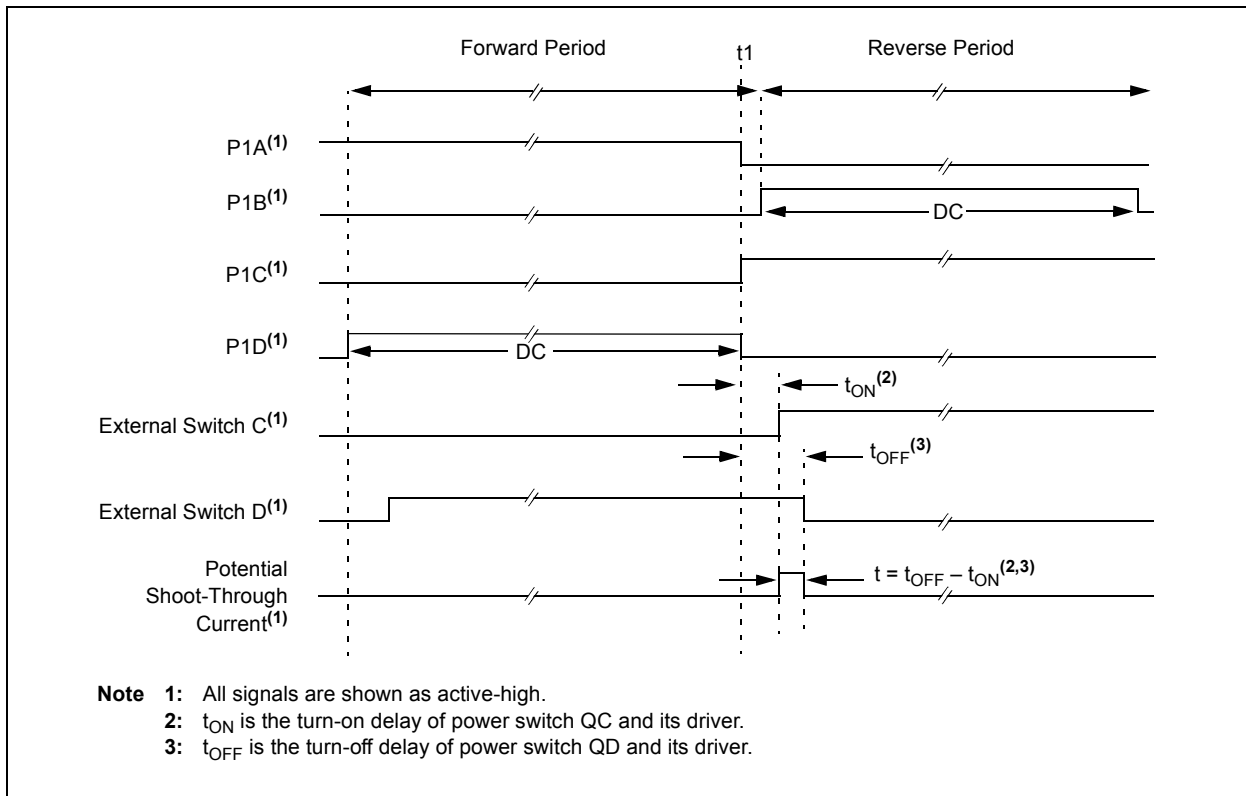 Forward Period
t1
Reverse Period
P1A(1)
P1B(1)
DC
P1C(1)
P1D(1)
DC
tON(2)
External Switch C(1)
tOFF(3)
External Switch D(1)
Potential
Shoot-Through
Current(1)
t = tOFF – tON(2,3)
Note 1: All signals are shown as active-high.
2: tON is the turn-on delay of power switch QC and its driver.
3: tOFF is the turn-off delay of power switch QD and its driver.